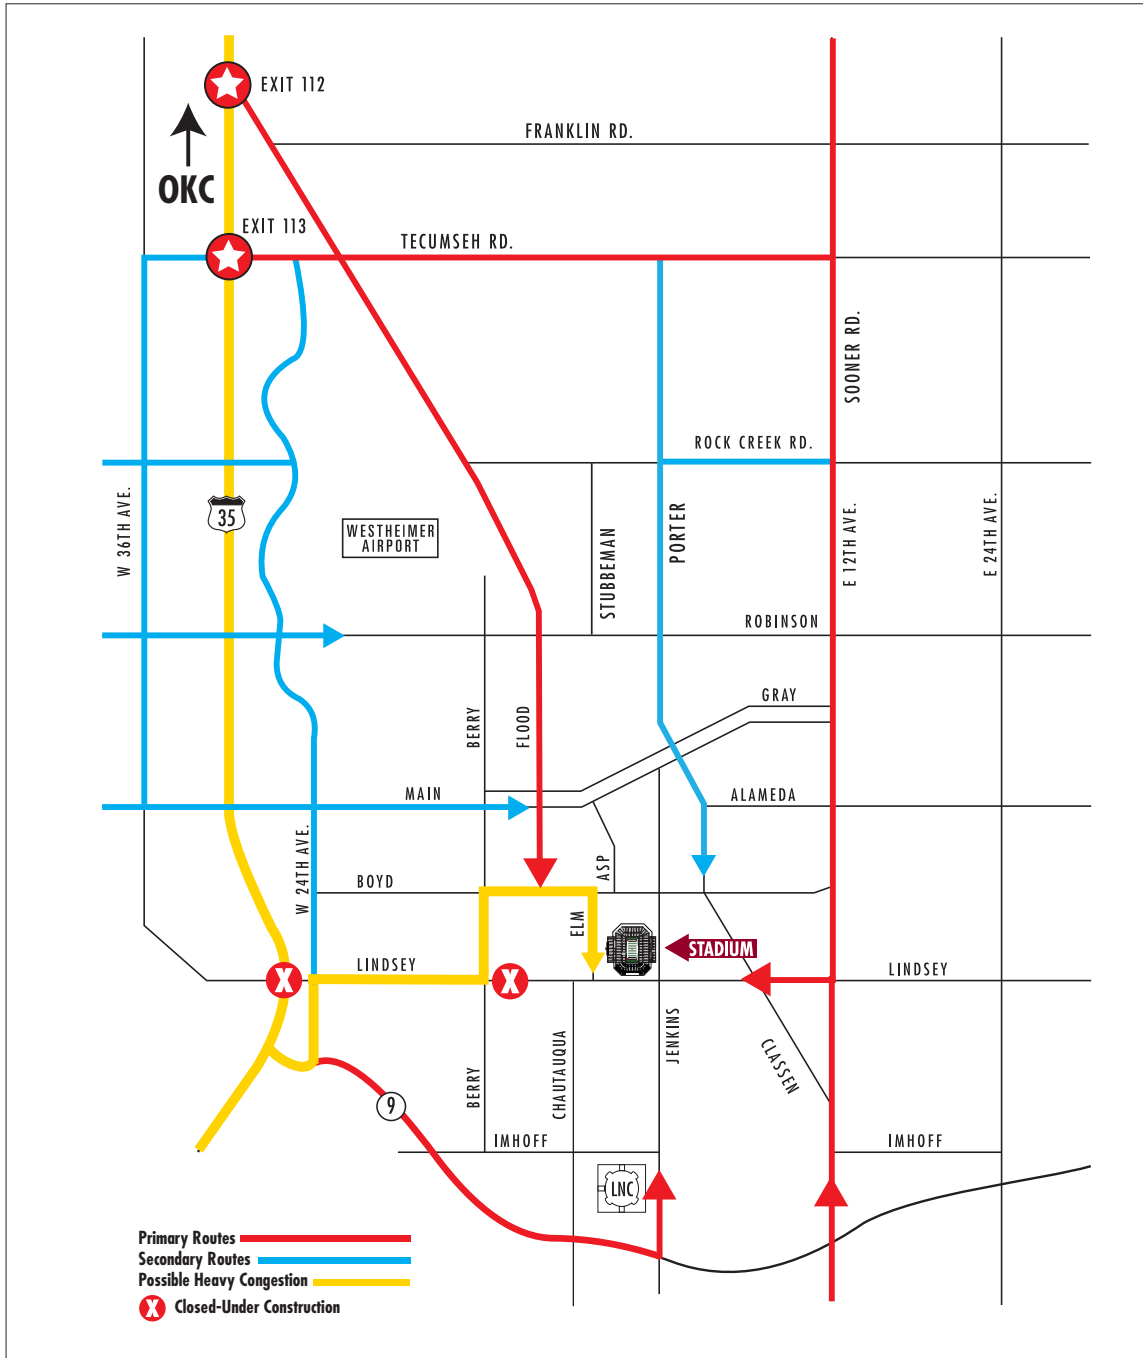 EXIT 112
FRANKLIN RD.
OKC
EXIT 113
TECUMSEH RD.
SOONER RD.
ROCK CREEK RD.
W 36TH AVE.
35
WESTHEIMER
AIRPORT
STUBBEMAN
PORTER
E 12TH AVE.
E 24TH AVE.
ROBINSON
GRAY
BERRY
FLOOD
MAIN
ALAMEDA
W 24TH AVE.
BOYD
ASP
ELM
STADIUM
LINDSEY
LINDSEY
X
X
JENKINS
CLASSEN
CHAUTAUQUA
BERRY
9
IMHOFF
IMHOFF
LNC
Primary Routes
Secondary Routes
Possible Heavy Congestion
X Closed-Under Construction